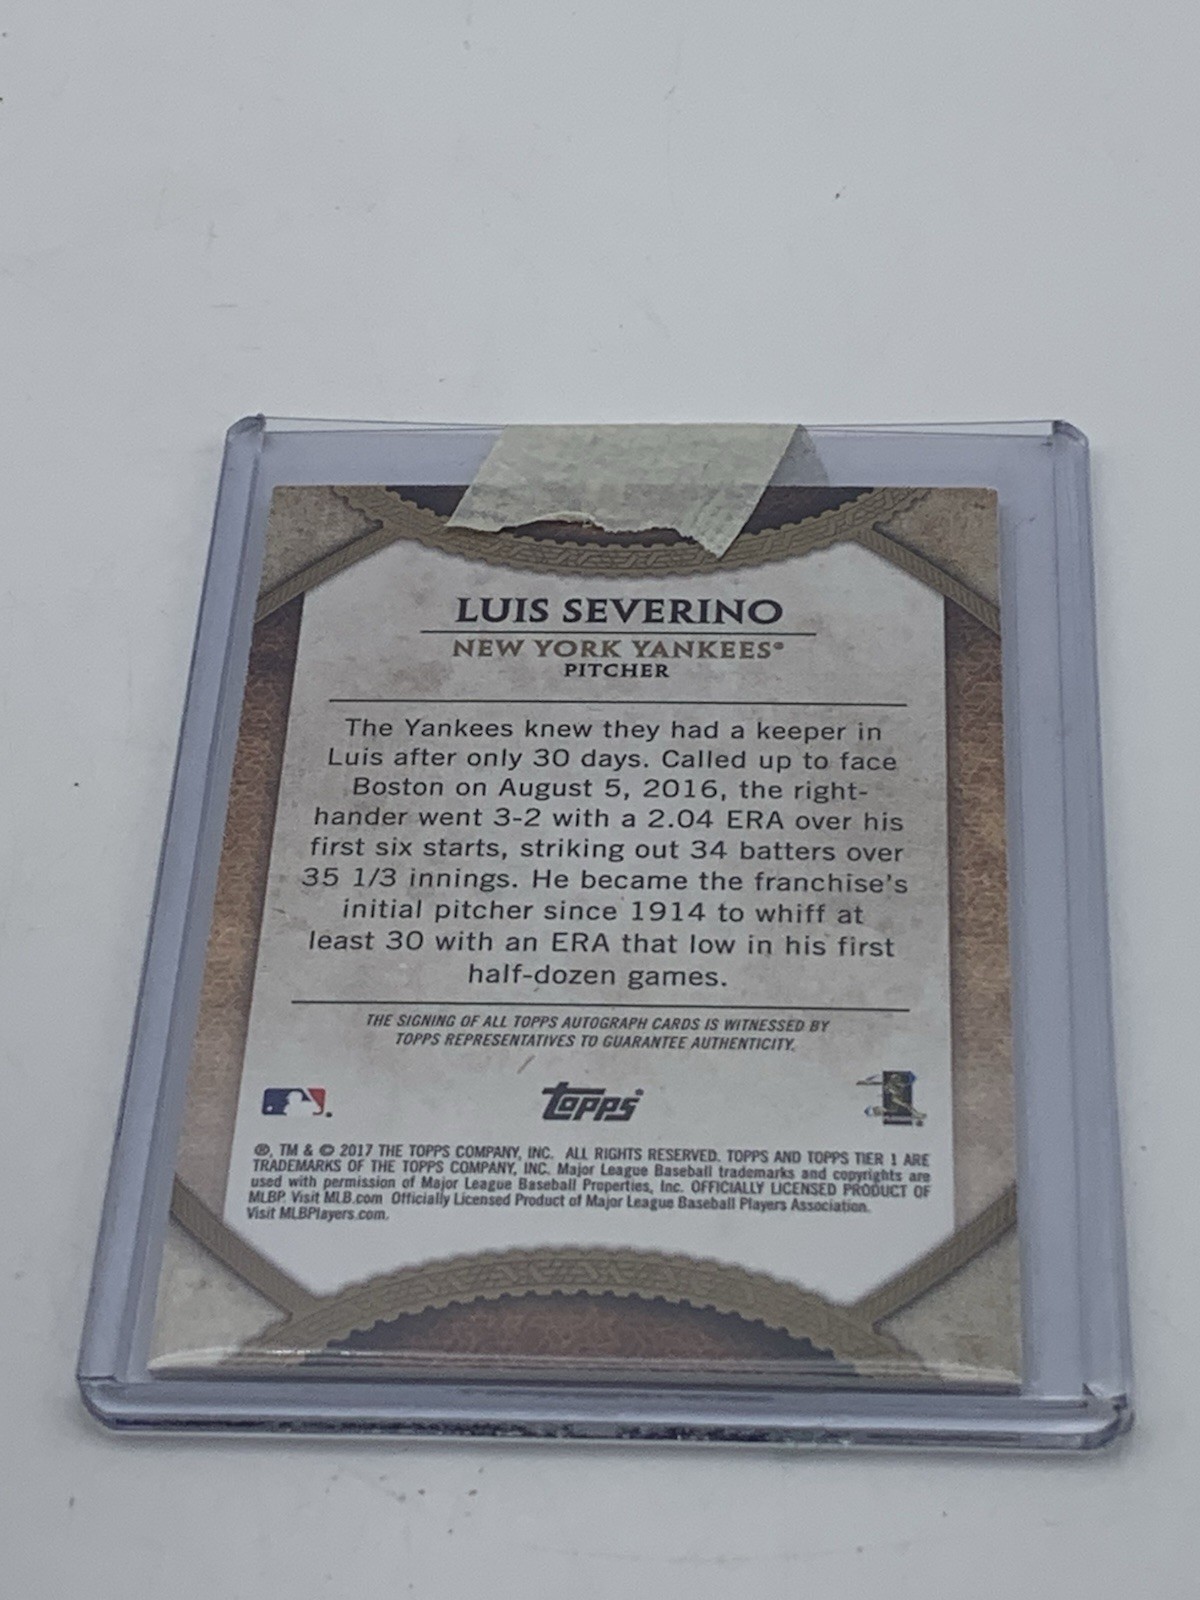 LUIS SEVERINO
NEW YORK YANKEES®
PITCHER
The Yankees knew they had a keeper in
Luis after only 30 days. Called up to face
Boston on August 5, 2016, the right-
hander went 3-2 with a 2.04 ERA over his
first six starts, striking out 34 batters over
35 1/3 innings. He became the franchise's
initial pitcher since 1914 to whiff at
least 30 with an ERA that low in his first
half-dozen games.
THE SIGNING OF ALL TOPPS AUTOGRAPH CARDS IS WITNESSED BY
TOPPS REPRESENTATIVES TO GUARANTEE AUTHENTICITY.
Topps®
®, TM & © 2017 THE TOPPS COMPANY, INC. ALL RIGHTS RESERVED. TOPPS AND TOPPS TIER 1 ARE
TRADEMARKS OF THE TOPPS COMPANY, INC. Major League Baseball trademarks and copyrights are
used with permission of Major League Baseball Properties, Inc. OFFICIALLY LICENSED PRODUCT OF
MLBP. Visit MLB.com Officially Licensed Product of Major League Baseball Players Association.
Visit MLBPlayers.com.